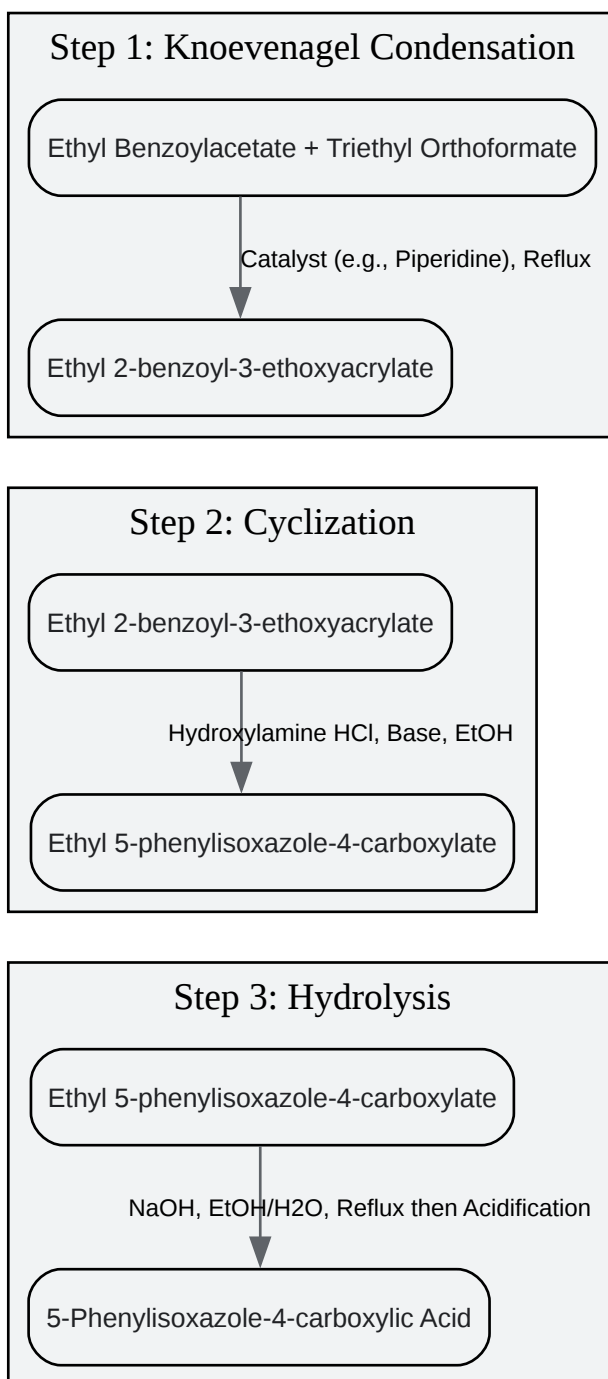 Step 1: Knoevenagel Condensation
Ethyl Benzoylacetate + Triethyl Orthoformate
Catalyst (e.g., Piperidine), Reflux
Ethyl 2-benzoyl-3-ethoxyacrylate
Step 2: Cyclization
Ethyl 2-benzoyl-3-ethoxyacrylate
Hydroxylamine HCl, Base, EtOH
Ethyl 5-phenylisoxazole-4-carboxylate
Step 3: Hydrolysis
Ethyl 5-phenylisoxazole-4-carboxylate
NaOH, EtOH/H2O, Reflux then Acidification
5-Phenylisoxazole-4-carboxylic Acid